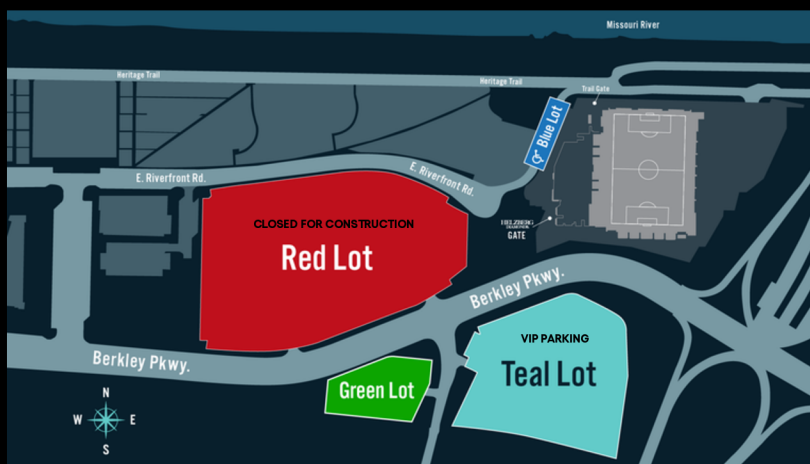 Missouri River
Heritage Trail
Heritage Trail
Trail Gate
Blue Lot
E. Riverfront Rd.
E. Riverfront Rd.
CLOSED FOR CONSTRUCTION
Red Lot
HELZBERG
GATE
Berkley Pkwy.
VIP PARKING
Teal Lot
Berkley Pkwy.
Green Lot
N
W E
S